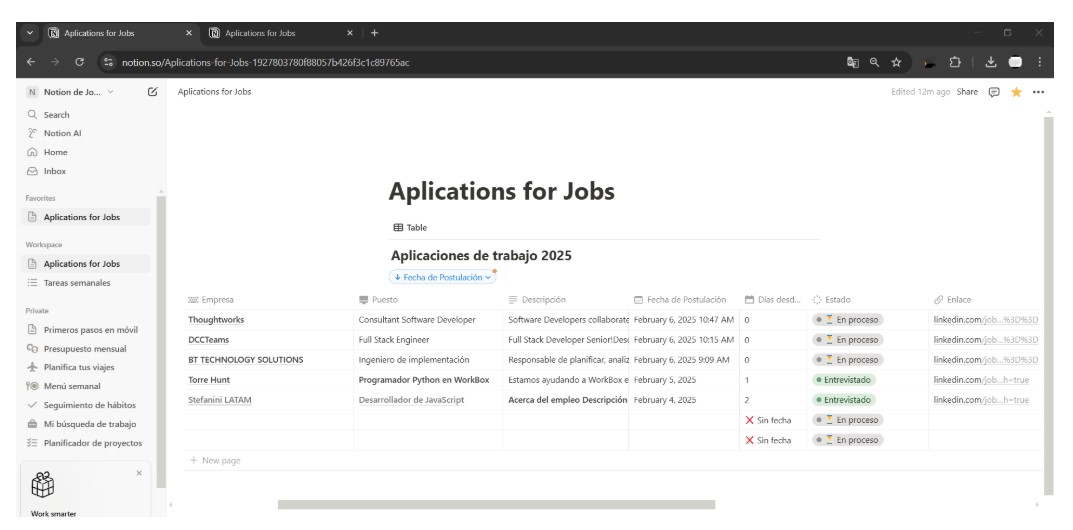 Aplications for Jobs
Aplications for Jobs
notion.so/Aplications-for-Jobs-1927803780f88057b426f3c1c89765ac
N Notion de Jo...
Aplications for Jobs
Edited 12m ago Share
Search
Notion AI
Home
Inbox
Favorites
Aplications for Jobs
Workspace
Aplications for Jobs
Tareas semanales
Private
Primeros pasos en móvil
Presupuesto mensual
Planifica tus viajes
Menú semanal
Seguimiento de hábitos
Mi búsqueda de trabajo
Planificador de proyectos
Work smarter
Aplications for Jobs
Table
Aplicaciones de trabajo 2025
↓ Fecha de Postulación
Empresa Puesto Descripción Fecha de Postulación Días desd... Estado Enlace
Thoughtworks Consultant Software Developer Software Developers collaborate February 6, 2025 10:47 AM 0 En proceso linkedin.com/job...%3D%3D
DCCTeams Full Stack Engineer Full Stack Developer Senior!Des February 6, 2025 10:15 AM 0 En proceso linkedin.com/job...%3D%3D
BT TECHNOLOGY SOLUTIONS Ingeniero de implementación Responsable de planificar, analiz February 6, 2025 9:09 AM 0 En proceso linkedin.com/job...%3D%3D
Torre Hunt Programador Python en WorkBox Estamos ayudando a WorkBox e February 5, 2025 1 Entrevistado linkedin.com/job...h=true
Stefanini LATAM Desarrollador de JavaScript Acerca del empleo Descripción February 4, 2025 2 Entrevistado linkedin.com/job...h=true
❌ Sin fecha En proceso
❌ Sin fecha En proceso
+ New page